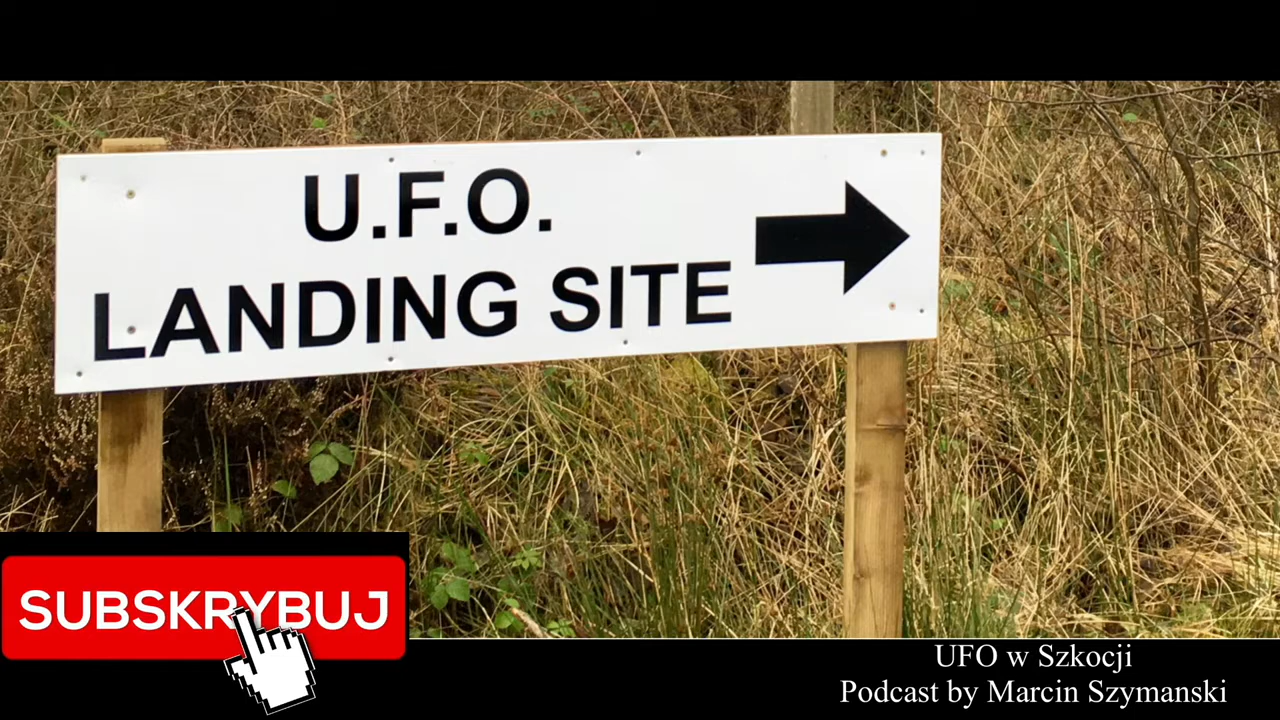 U.F.O.
LANDING SITE
SUBSKRYBUJ
UFO w Szkocji
Podcast by Marcin Szymanski